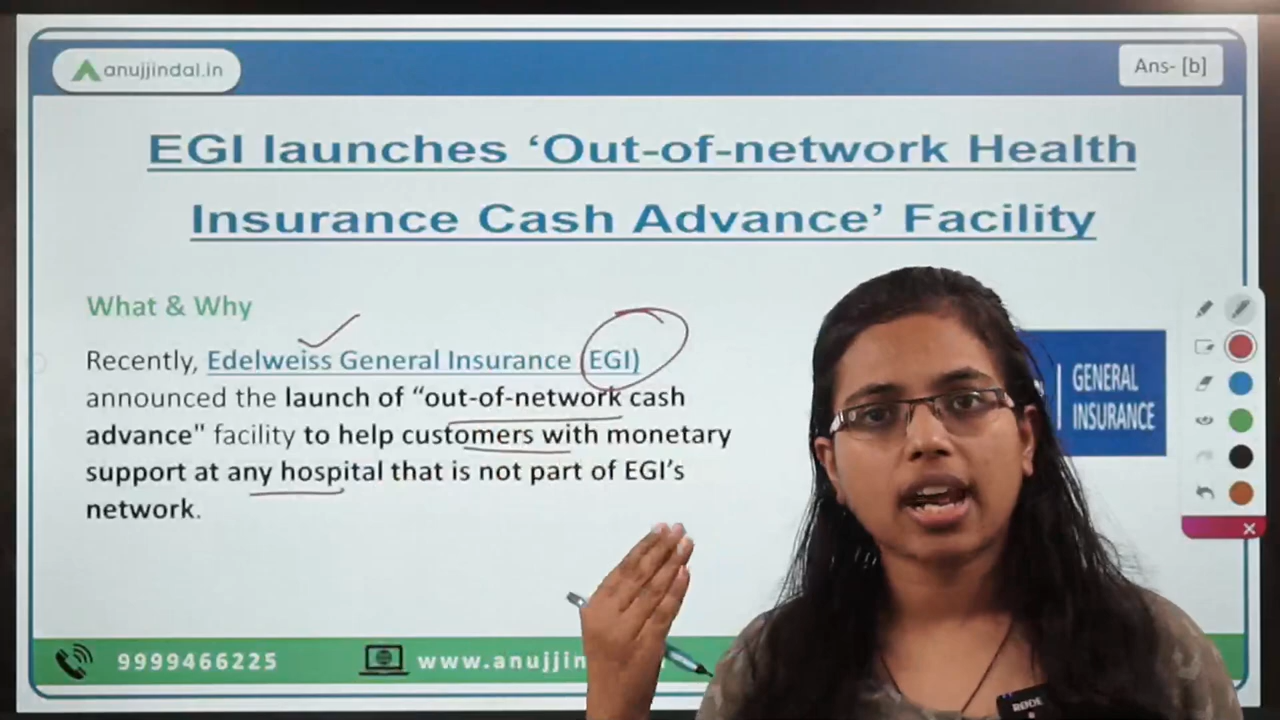 anujjindal.in
Ans- [b]
EGI launches ‘Out-of-network Health
Insurance Cash Advance’ Facility
What & Why
Recently, Edelweiss General Insurance (EGI)
announced the launch of “out-of-network cash
advance" facility to help customers with monetary
support at any hospital that is not part of EGI’s
network.
GENERAL
INSURANCE
9999466225
www.anujjin
RODE